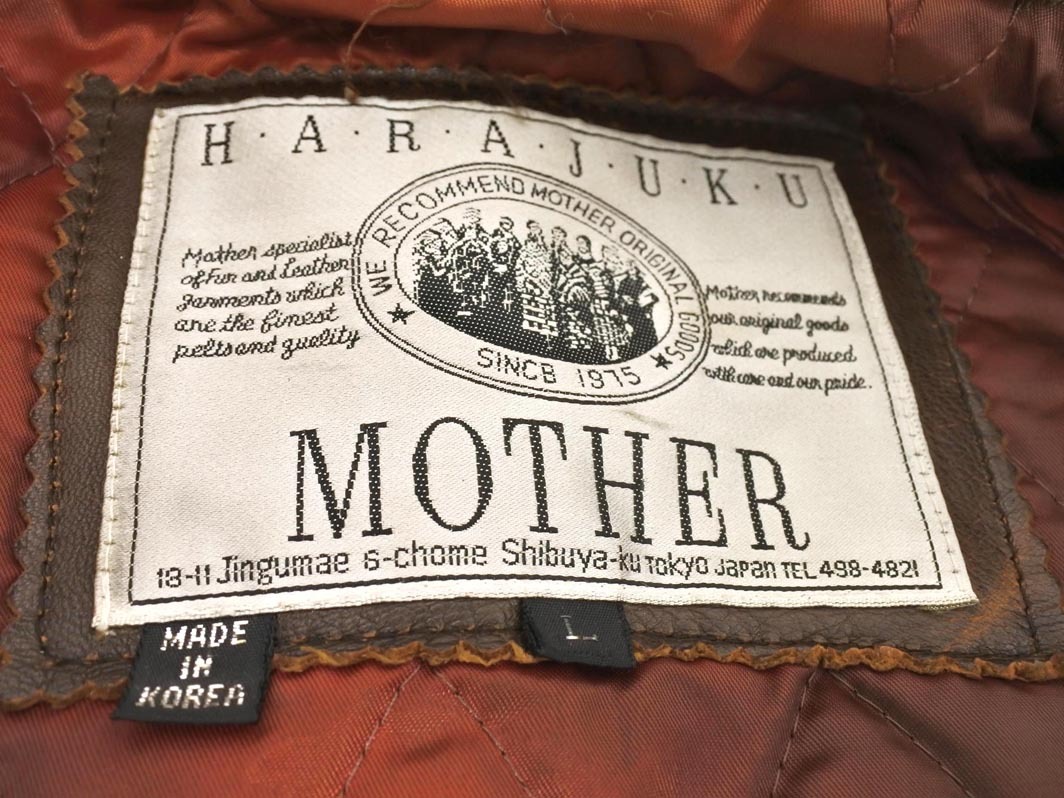 H·A·R·A·J·U·K·U
WE RECOMMEND MOTHER ORIGINAL GOODS
SINCB 1975
Mother specialist
of Fur and Leather
garments which
are the finest
pelts and quality
Mother recommends
our original goods
which are produced
with care and our pride.
MOTHER
18-11 Jingumae 6-chome Shibuya-ku Tokyo Japan TEL 498-4821
MADE
IN
KOREA
L